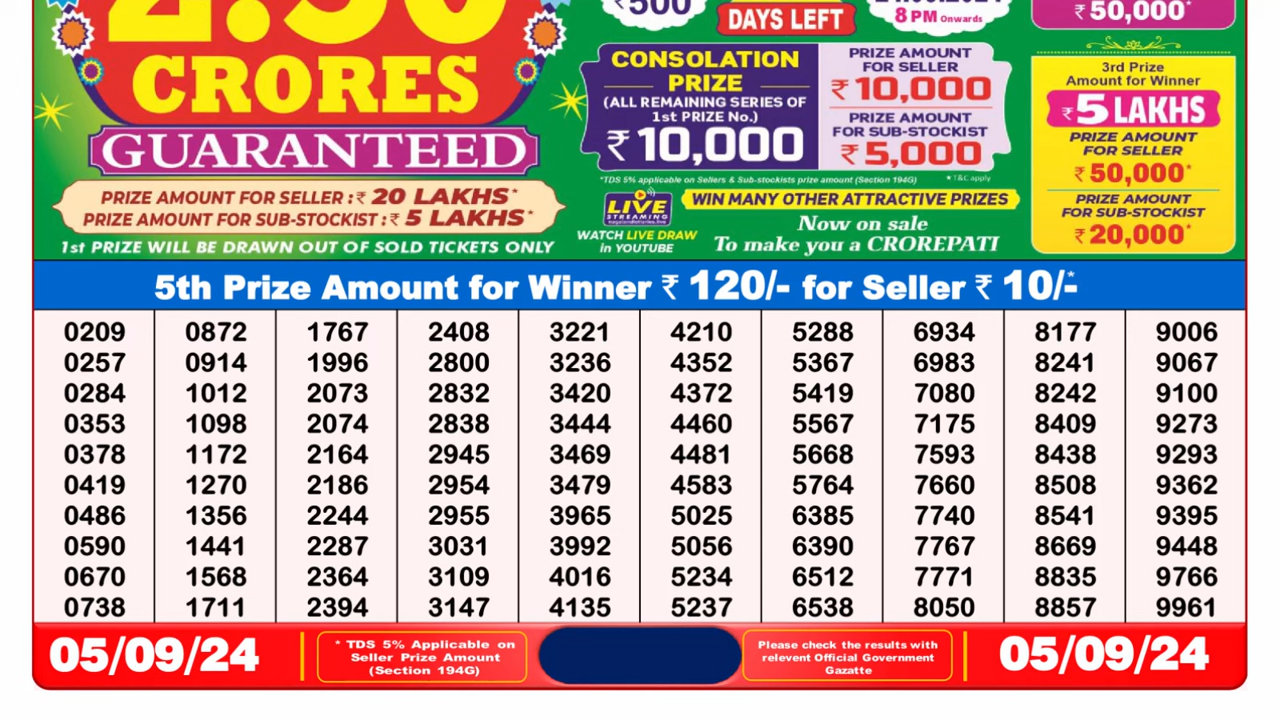 2.50
₹500
DAYS LEFT
8 PM Onwards
₹50,000*
CRORES
GUARANTEED
PRIZE AMOUNT FOR SELLER :₹ 20 LAKHS*
PRIZE AMOUNT FOR SUB-STOCKIST :₹ 5 LAKHS*
1st PRIZE WILL BE DRAWN OUT OF SOLD TICKETS ONLY
CONSOLATION
PRIZE
(ALL REMAINING SERIES OF
1st PRIZE No.)
₹10,000
PRIZE AMOUNT
FOR SELLER
₹10,000
PRIZE AMOUNT
FOR SUB-STOCKIST
₹5,000
*TDS 5% applicable on Sellers & Sub-stockists prize amount (Section 194G)
* T&C apply
LIVE
STREAMING
nagalandlotteries.live
WATCH LIVE DRAW
in YOUTUBE
WIN MANY OTHER ATTRACTIVE PRIZES
Now on sale
To make you a CROREPATI
3rd Prize
Amount for Winner
₹5 LAKHS
PRIZE AMOUNT
FOR SELLER
₹50,000*
PRIZE AMOUNT
FOR SUB-STOCKIST
₹20,000*
5th Prize Amount for Winner ₹ 120/- for Seller ₹ 10/-*
0209 0872 1767 2408 3221 4210 5288 6934 8177 9006
0257 0914 1996 2800 3236 4352 5367 6983 8241 9067
0284 1012 2073 2832 3420 4372 5419 7080 8242 9100
0353 1098 2074 2838 3444 4460 5567 7175 8409 9273
0378 1172 2164 2945 3469 4481 5668 7593 8438 9293
0419 1270 2186 2954 3479 4583 5764 7660 8508 9362
0486 1356 2244 2955 3965 5025 6385 7740 8541 9395
0590 1441 2287 3031 3992 5056 6390 7767 8669 9448
0670 1568 2364 3109 4016 5234 6512 7771 8835 9766
0738 1711 2394 3147 4135 5237 6538 8050 8857 9961
05/09/24
* TDS 5% Applicable on
Seller Prize Amount
(Section 194G)
Please check the results with
relevent Official Government
Gazatte
05/09/24